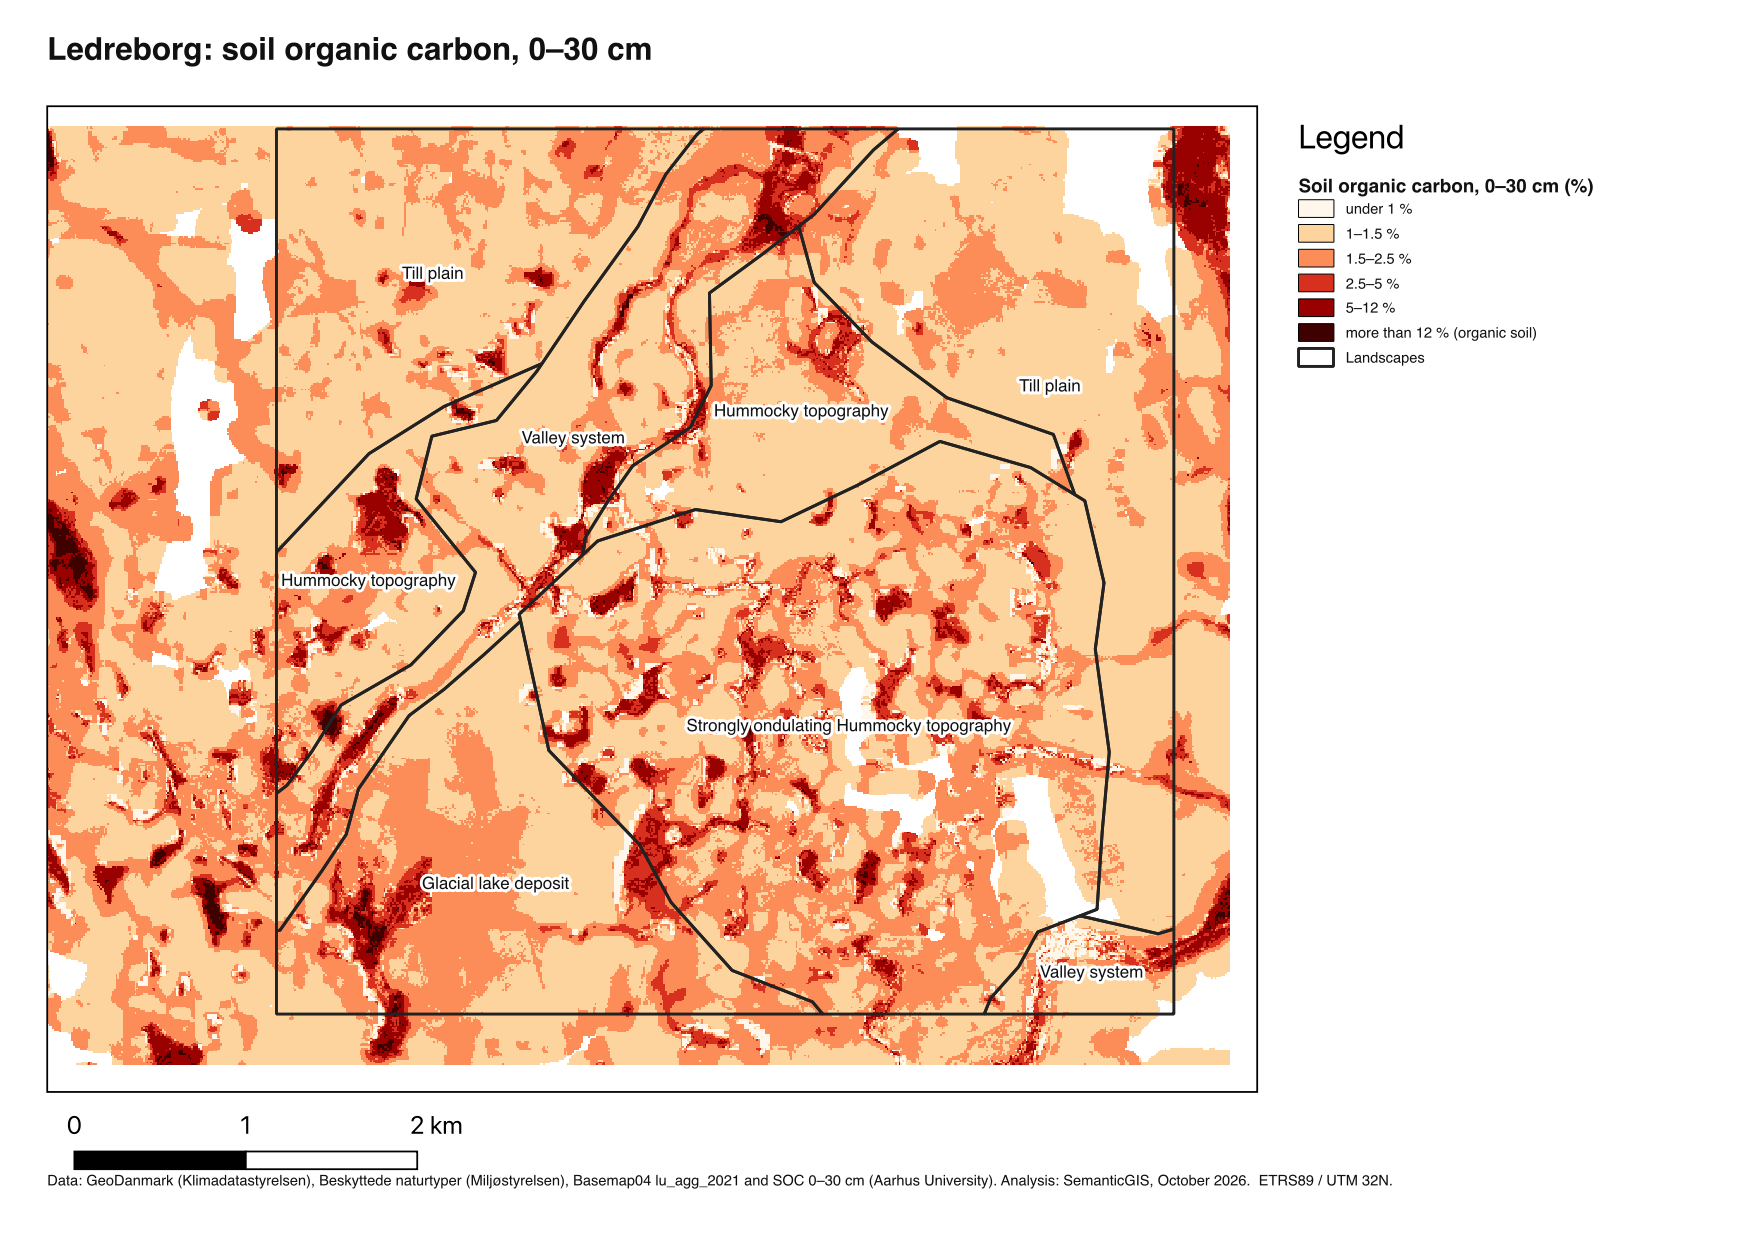 Ledreborg: soil organic carbon, 0–30 cm
Legend
Soil organic carbon, 0–30 cm (%)
under 1 %
1–1.5 %
1.5–2.5 %
2.5–5 %
5–12 %
more than 12 % (organic soil)
Landscapes
Till plain
Till plain
Hummocky topography
Valley system
Hummocky topography
Strongly ondulating Hummocky topography
Glacial lake deposit
Valley system
0 1 2 km
Data: GeoDanmark (Klimadatastyrelsen), Beskyttede naturtyper (Miljøstyrelsen), Basemap04 lu_agg_2021 and SOC 0–30 cm (Aarhus University). Analysis: SemanticGIS, October 2026. ETRS89 / UTM 32N.